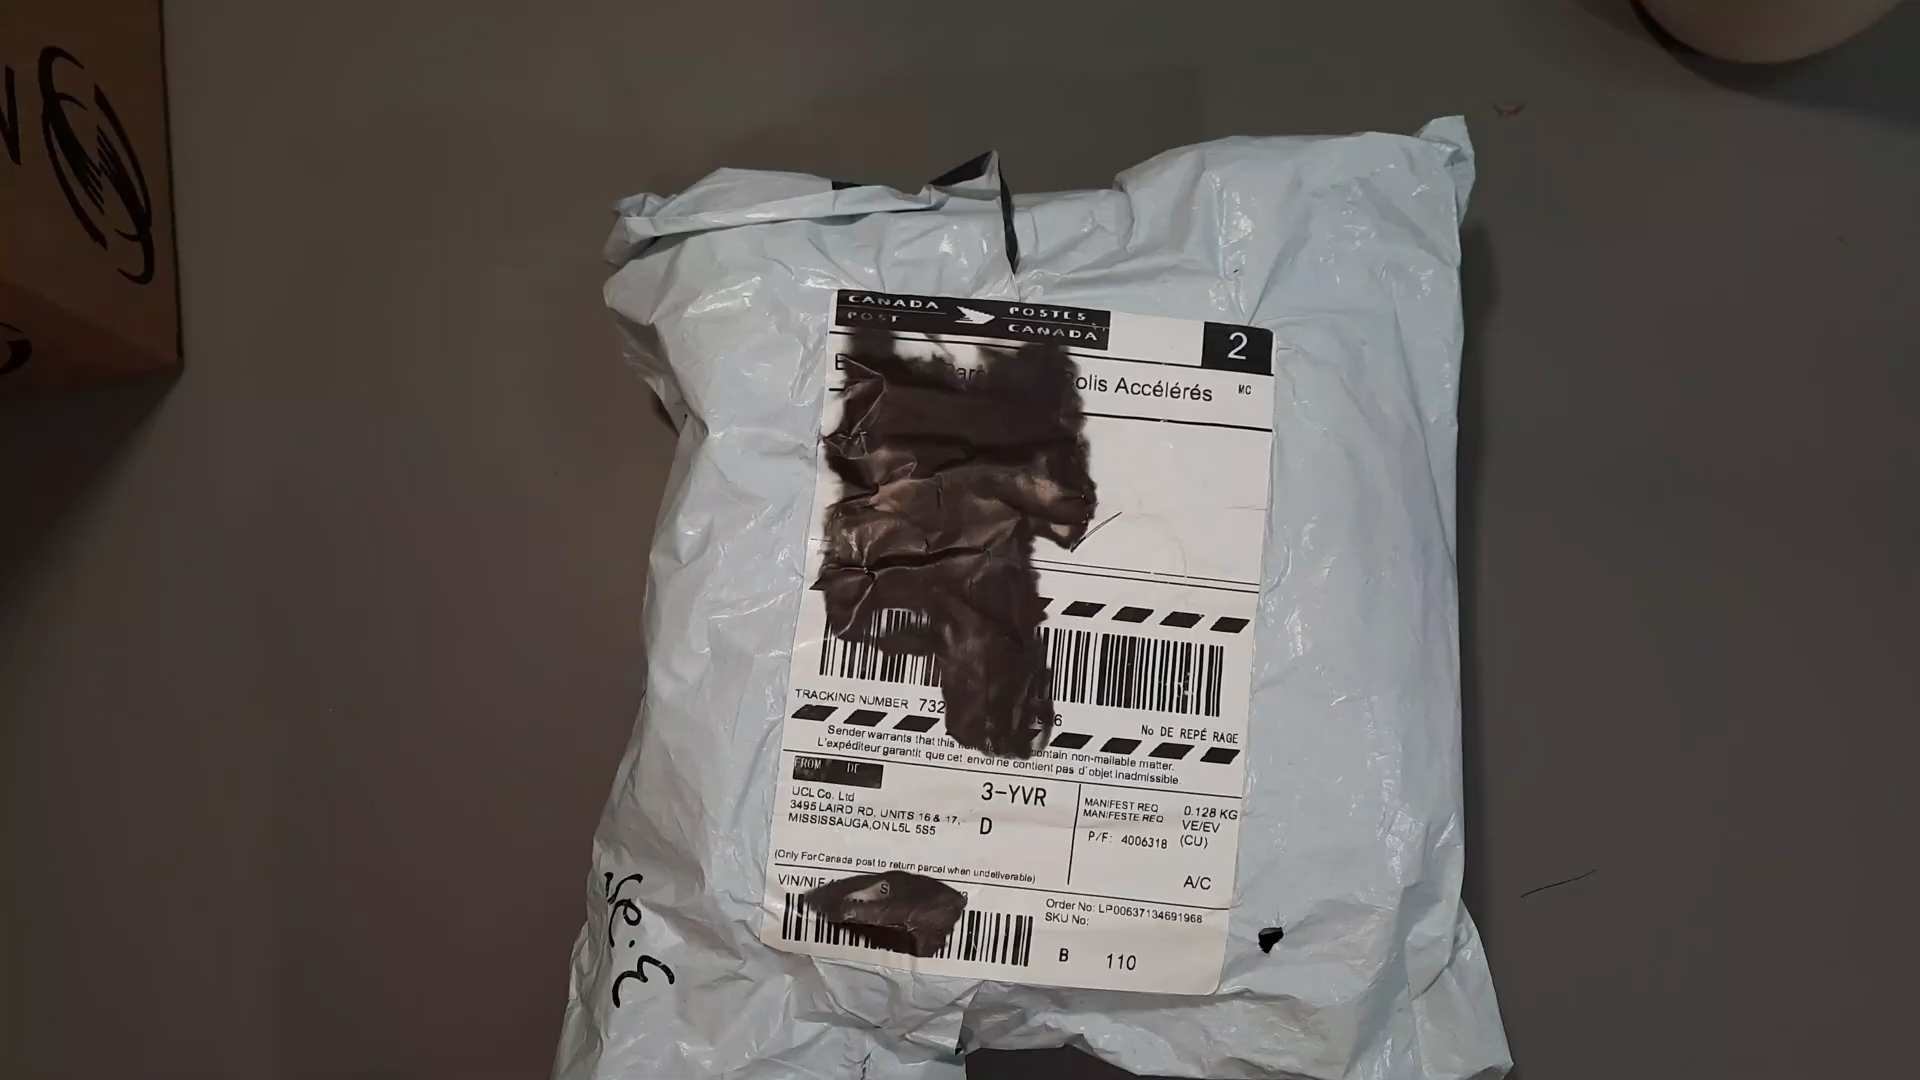 CANADA POSTES
POST CANADA
2
Colis Accélérés MC
TRACKING NUMBER 732
No DE REPÉ RAGE
Sender warrants that this contain non-mailable matter.
L'expéditeur garantit que cet envoi ne contient pas d'objet inadmissible.
FROM DE
UCL Co. Ltd
3495 LAIRD RD, UNITS 16 & 17,
MISSISSAUGA,ON L5L 5S5
(Only For Canada post to return parcel when undeliverable)
3-YVR
D
MANIFEST REQ 0.128 KG
MANIFESTE REQ VE/EV
P/F: 4006318 (CU)
A/C
VIN/NIF
Order No: LP00637134691968
SKU No:
B 110